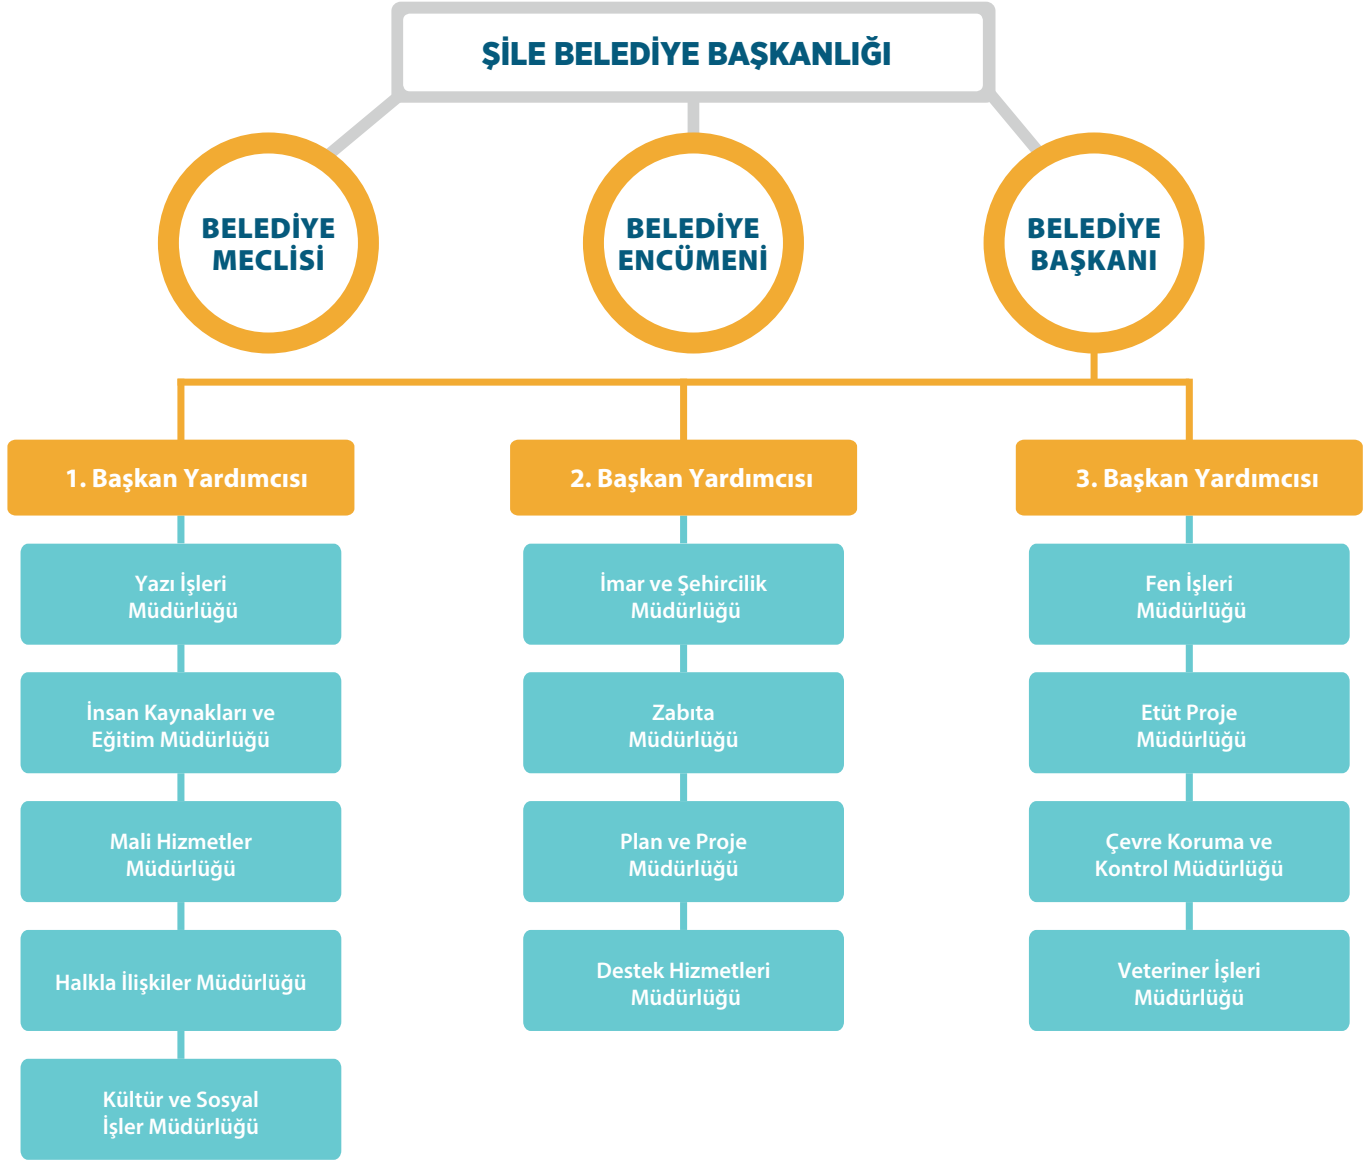 ŞİLE BELEDİYE BAŞKANLIĞI
BELEDİYE
MECLİSİ
BELEDİYE
ENCÜMENİ
BELEDİYE
BAŞKANI
1. Başkan Yardımcısı
Yazı İşleri
Müdürlüğü
İnsan Kaynakları ve
Eğitim Müdürlüğü
Mali Hizmetler
Müdürlüğü
Halkla İlişkiler Müdürlüğü
Kültür ve Sosyal
İşler Müdürlüğü
2. Başkan Yardımcısı
İmar ve Şehircilik
Müdürlüğü
Zabıta
Müdürlüğü
Plan ve Proje
Müdürlüğü
Destek Hizmetleri
Müdürlüğü
3. Başkan Yardımcısı
Fen İşleri
Müdürlüğü
Etüt Proje
Müdürlüğü
Çevre Koruma ve
Kontrol Müdürlüğü
Veteriner İşleri
Müdürlüğü